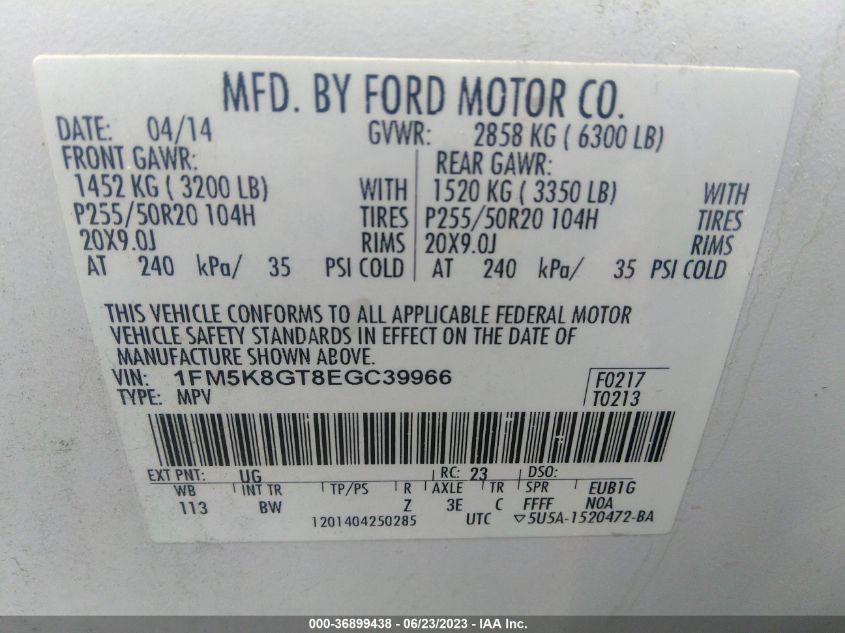 MFD. BY FORD MOTOR CO.
DATE: 04/14 GVWR: 2858 KG ( 6300 LB)
FRONT GAWR: REAR GAWR:
1452 KG ( 3200 LB) WITH 1520 KG ( 3350 LB) WITH
P255/50R20 104H TIRES P255/50R20 104H TIRES
20X9.0J RIMS 20X9.0J RIMS
AT 240 kPa/ 35 PSI COLD AT 240 kPa/ 35 PSI COLD
THIS VEHICLE CONFORMS TO ALL APPLICABLE FEDERAL MOTOR
VEHICLE SAFETY STANDARDS IN EFFECT ON THE DATE OF
MANUFACTURE SHOWN ABOVE.
VIN: 1FM5K8GT8EGC39966 F0217
TYPE: MPV T0213
EXT PNT: UG RC: 23 DSO:
WB INT TR TP/PS R AXLE TR SPR EUB1G
113 BW Z 3E C FFFF N0A
1201404250285 UTC ▽5U5A-1520472-BA
000-36899438 - 06/23/2023 - IAA Inc.